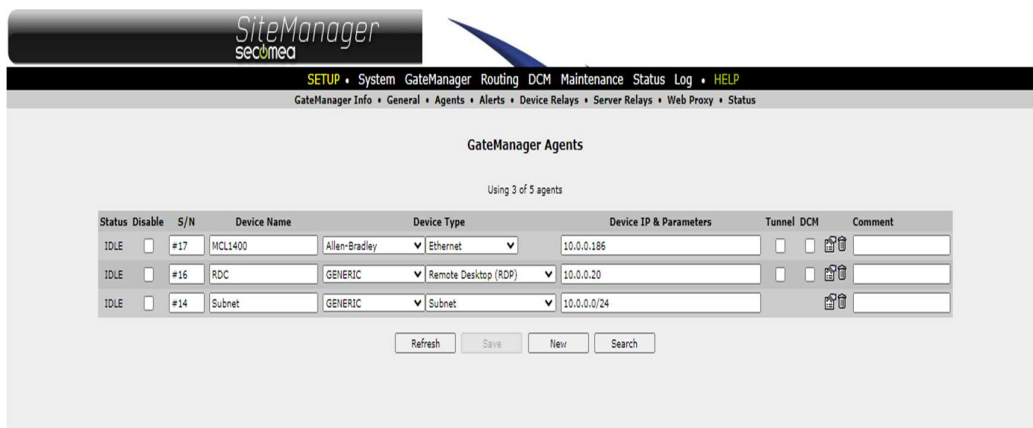 SiteManager
secomea
SETUP • System GateManager Routing DCM Maintenance Status Log • HELP
GateManager Info • General • Agents • Alerts • Device Relays • Server Relays • Web Proxy • Status
GateManager Agents
Using 3 of 5 agents
Status Disable S/N Device Name Device Type Device IP & Parameters Tunnel DCM Comment
IDLE #17 MCL1400 Allen-Bradley Ethernet 10.0.0.186
IDLE #16 RDC GENERIC Remote Desktop (RDP) 10.0.0.20
IDLE #14 Subnet GENERIC Subnet 10.0.0.0/24
Refresh Save New Search